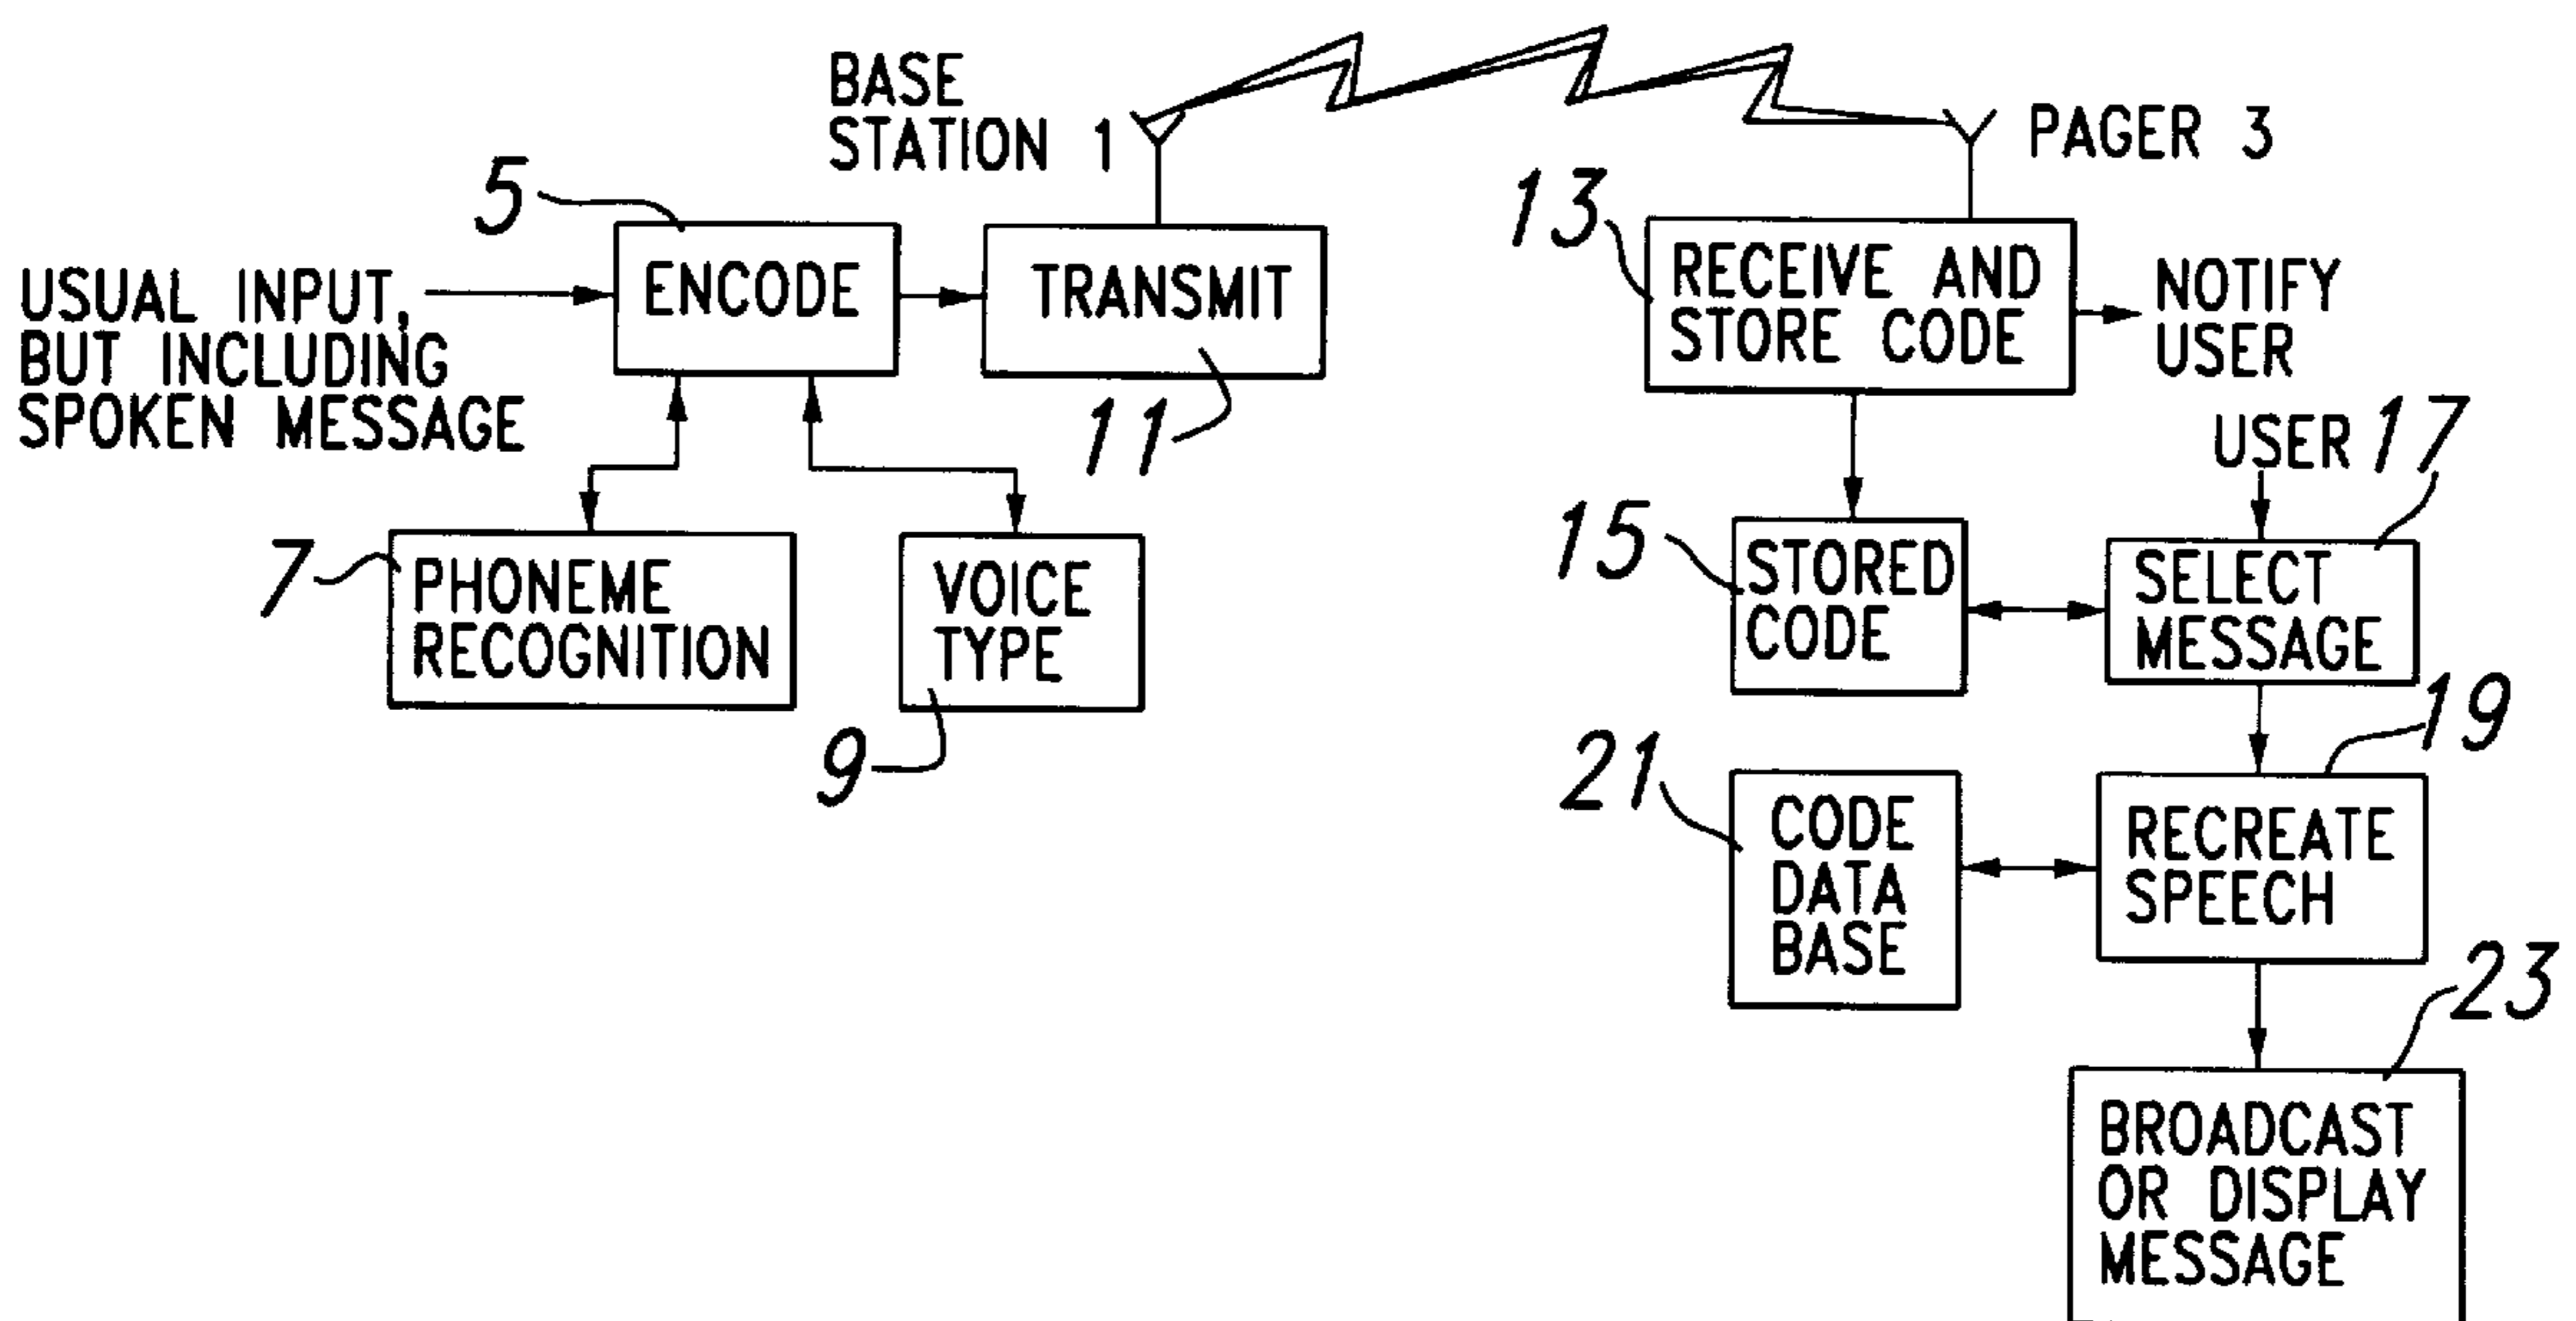 BASE
STATION 1
PAGER 3
5
ENCODE
TRANSMIT
11
USUAL INPUT,
BUT INCLUDING
SPOKEN MESSAGE
7
PHONEME
RECOGNITION
VOICE
TYPE
9
13
RECEIVE AND
STORE CODE
NOTIFY
USER
USER
17
15
STORED
CODE
SELECT
MESSAGE
19
21
CODE
DATA
BASE
RECREATE
SPEECH
23
BROADCAST
OR DISPLAY
MESSAGE